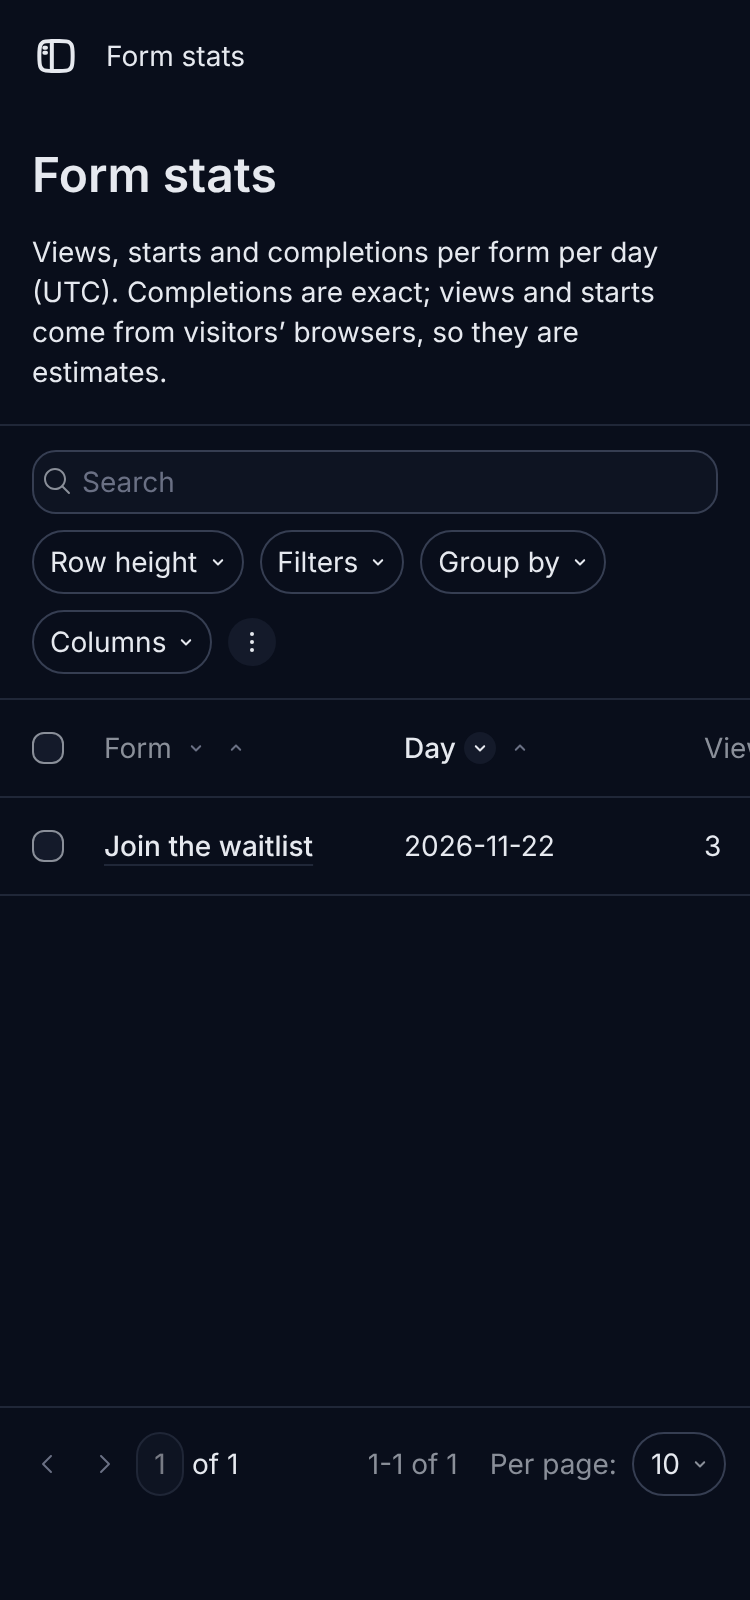 Form stats
Form stats
Views, starts and completions per form per day
(UTC). Completions are exact; views and starts
come from visitors’ browsers, so they are
estimates.
Search
Row height Filters Group by
Columns
Form Day
Join the waitlist 2026-11-22 3
1 of 1 1-1 of 1 Per page: 10